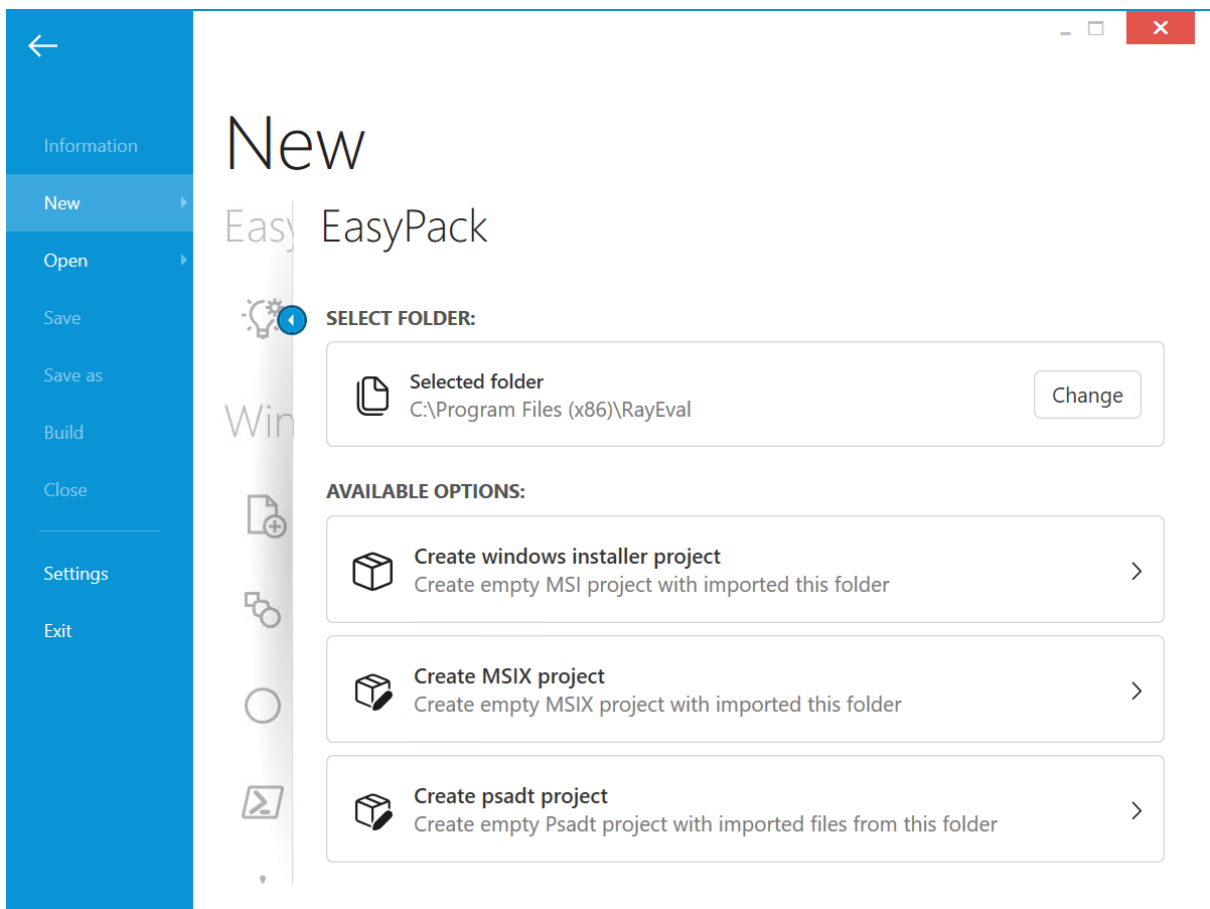 Information
New
Open
Save
Save as
Build
Close
Settings
Exit
New
Easy
Win
EasyPack
SELECT FOLDER:
Selected folder
C:\Program Files (x86)\RayEval
Change
AVAILABLE OPTIONS:
Create windows installer project
Create empty MSI project with imported this folder
Create MSIX project
Create empty MSIX project with imported this folder
Create psadt project
Create empty Psadt project with imported files from this folder